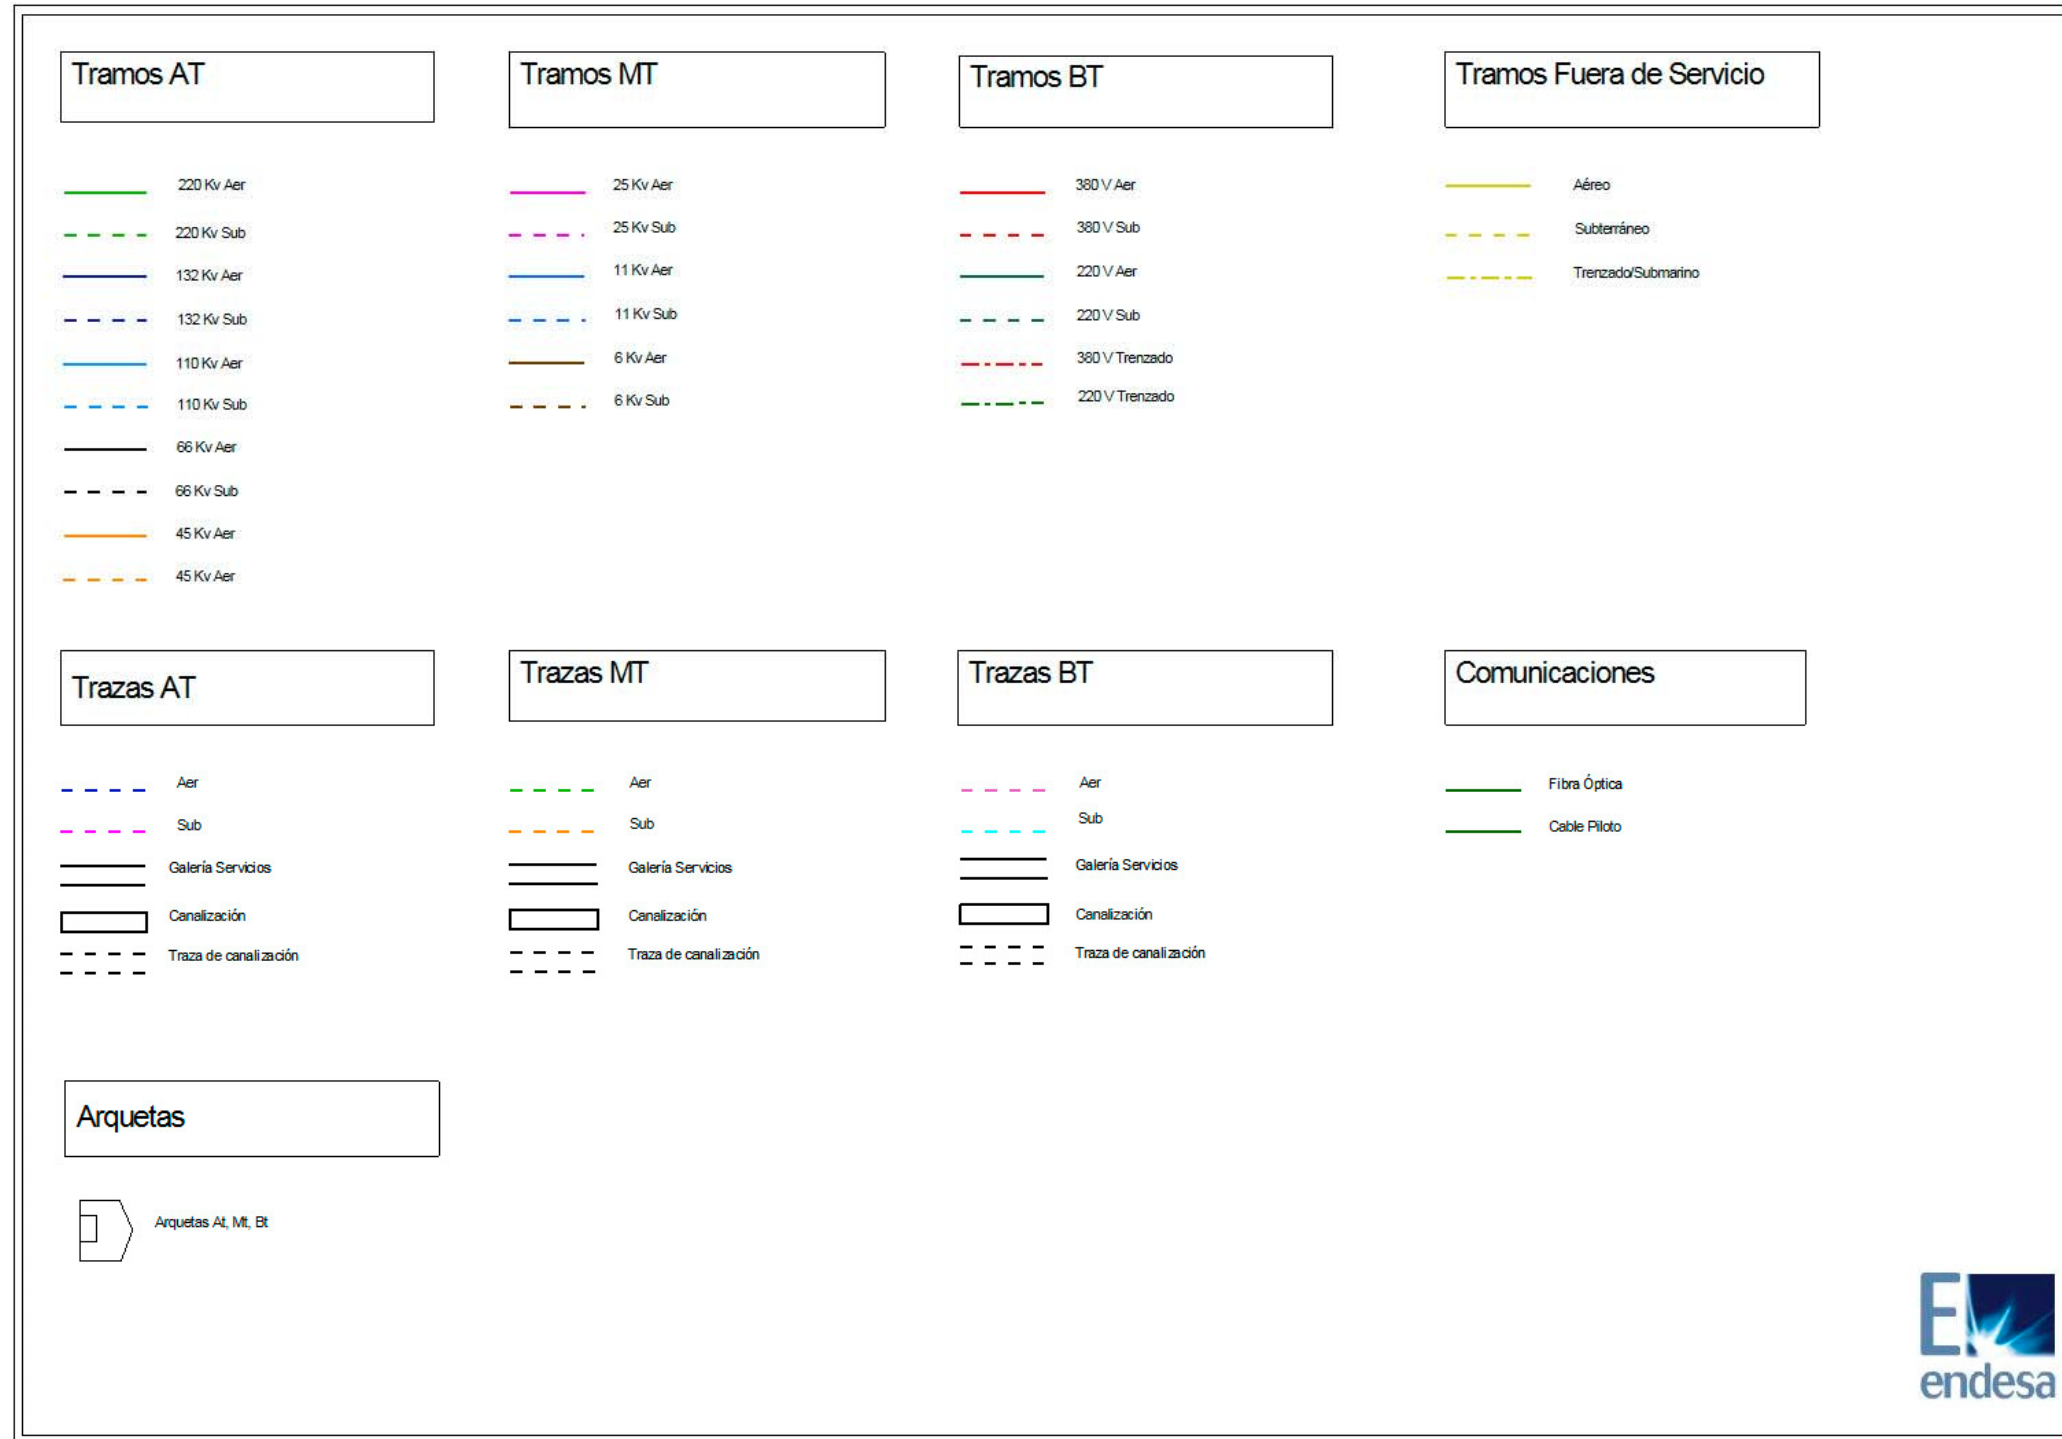 Tramos AT
220 Kv Aer
220 Kv Sub
132 Kv Aer
132 Kv Sub
110 Kv Aer
110 Kv Sub
66 Kv Aer
66 Kv Sub
45 Kv Aer
45 Kv Aer
Tramos MT
25 Kv Aer
25 Kv Sub
11 Kv Aer
11 Kv Sub
6 Kv Aer
6 Kv Sub
Tramos BT
380 V Aer
380 V Sub
220 V Aer
220 V Sub
380 V Trenzado
220 V Trenzado
Tramos Fuera de Servicio
Aéreo
Subterráneo
Trenzado/Submarino
Trazas AT
Aer
Sub
Galería Servicios
Canalización
Traza de canalización
Trazas MT
Aer
Sub
Galería Servicios
Canalización
Traza de canalización
Trazas BT
Aer
Sub
Galería Servicios
Canalización
Traza de canalización
Comunicaciones
Fibra Óptica
Cable Piloto
Arquetas
Arquetas At, Mt, Bt
E
endesa